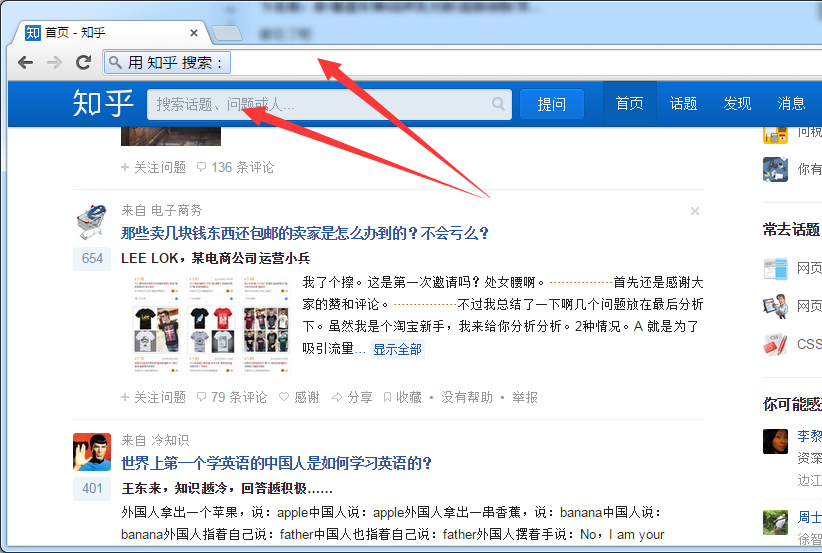 首页 - 知乎
用 知乎 搜索：
知乎
搜索话题、问题或人...
提问
首页
话题
发现
消息
关注问题
136 条评论
来自 电子商务
那些卖几块钱东西还包邮的卖家是怎么办到的？不会亏么？
654
LEE LOK，某电商公司运营小兵
我了个擦。这是第一次邀请吗？处女腰啊。················首先还是感谢大
家的赞和评论。················不过我总结了一下啊几个问题放在最后分析
下。虽然我是个淘宝新手，我来给你分析分析。2种情况。A 就是为了
吸引流量... 显示全部
关注问题
79 条评论
感谢
分享
收藏
• 没有帮助 • 举报
来自 冷知识
世界上第一个学英语的中国人是如何学习英语的？
401
王东来，知识越冷，回答越积极……
外国人拿出一个苹果，说：apple中国人说：apple外国人拿出一串香蕉，说：banana中国人说：
banana外国人指着自己说：father中国人也指着自己说：father外国人摆着手说：No，I am your
问祝
你有
常去话题
网页
网页
CSS
你可能感
李黎
资深
边江
周士
徐智